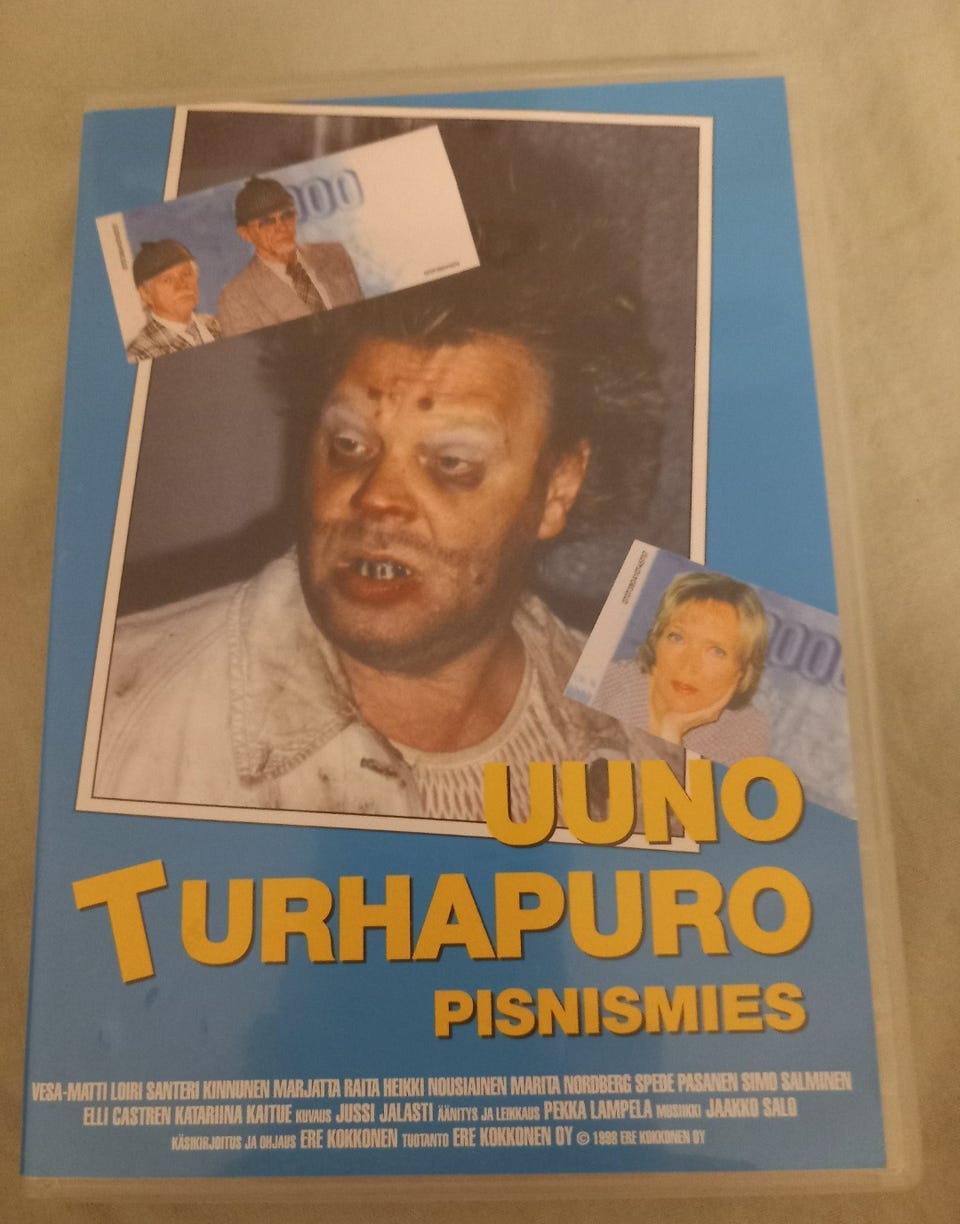 000
000
UUNO
TURHAPURO
PISNISMIES
VESA-MATTI LOIRI SANTERI KINNUNEN MARJATTA RAITA HEIKKI NOUSIAINEN MARITA NORDBERG SPEDE PASANEN SIMO SALMINEN
ELLI CASTREN KATARIINA KAITUE KUVAUS JUSSI JALASTI ÄÄNITYS JA LEIKKAUS PEKKA LAMPELA MUSIIKKI JAAKKO SALO
KÄSIKIRJOITUS JA OHJAUS ERE KOKKONEN TUOTANTO ERE KOKKONEN OY © 1998 ERE KOKKONEN OY